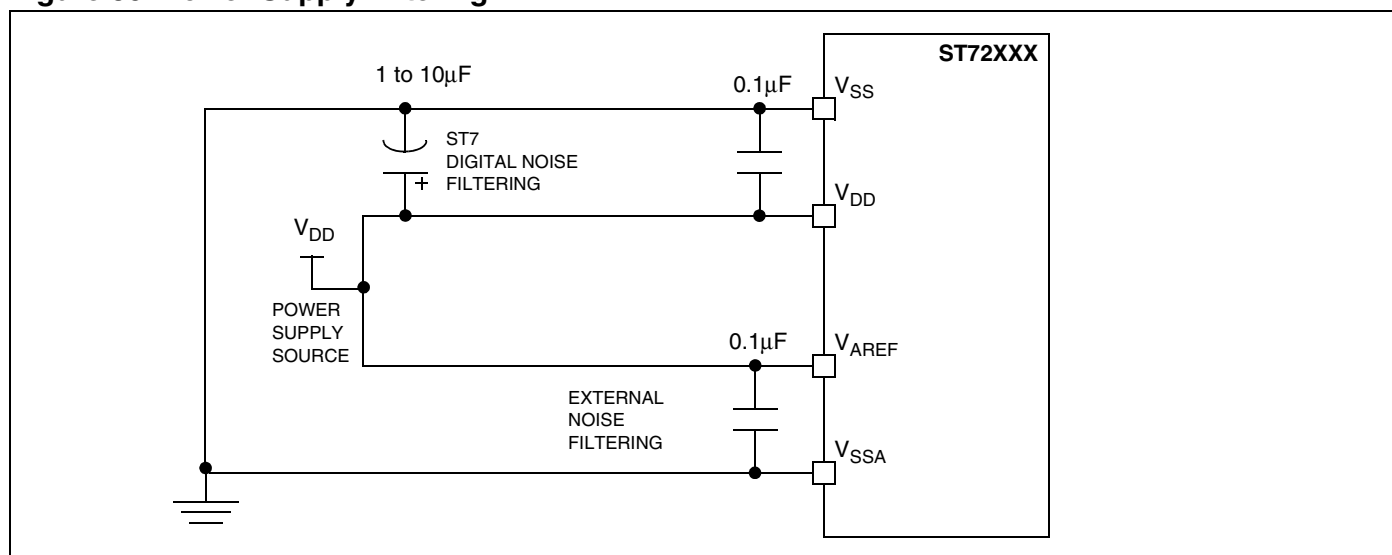 ST72XXX
1 to 10μF
0.1μF
VSS
ST7
DIGITAL NOISE
FILTERING
+
VDD
VDD
POWER
SUPPLY
SOURCE
0.1μF
VAREF
EXTERNAL
NOISE
FILTERING
VSSA